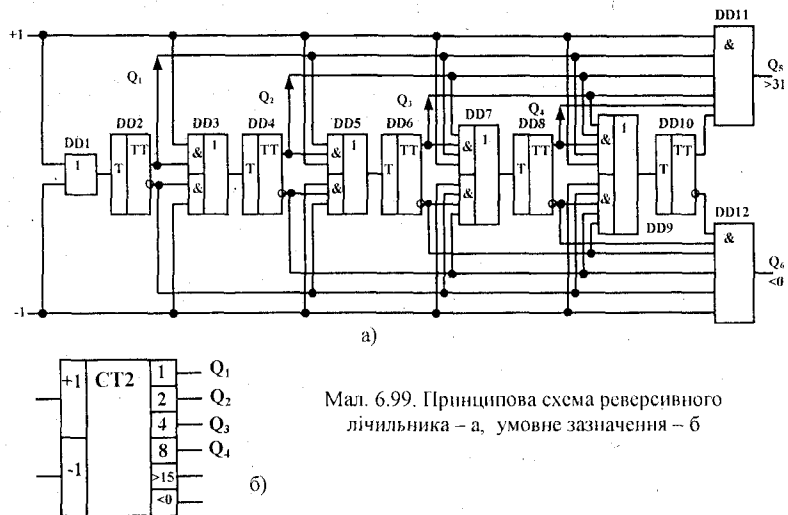 DD11
+1
&
Q₁
Q₂
Q₃
Q₄
Q₅
>31
DD1
DD2
DD3
DD4
DD5
DD6
DD7
DD8
DD10
1
T
TT
&
1
&
T
TT
&
1
&
T
TT
&
1
&
T
TT
&
1
&
T
TT
DD9
DD12
&
Q₆
<0
-1
а)
+1
CT2
1
Q₁
2
Q₂
4
Q₃
8
Q₄
-1
>15
<0
б)
Мал. 6.99. Принципова схема реверсивного
лічильника – а, умовне зазначення – б